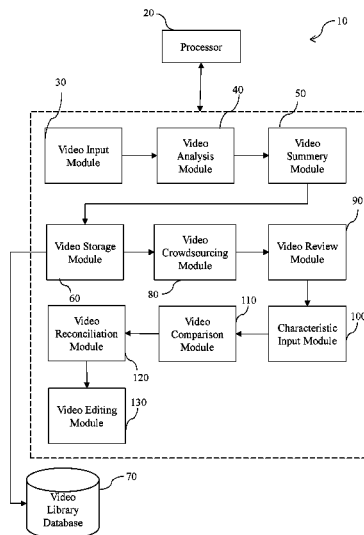 20
Processor
10
30
40
50
Video Input
Module
Video
Analysis
Module
Video
Summery
Module
90
Video Storage
Module
Video
Crowdsourcing
Module
Video Review
Module
60
80
110
100
Video
Reconciliation
Module
Video
Comparison
Module
Characteristic
Input Module
120
130
Video Editing
Module
70
Video
Library
Database